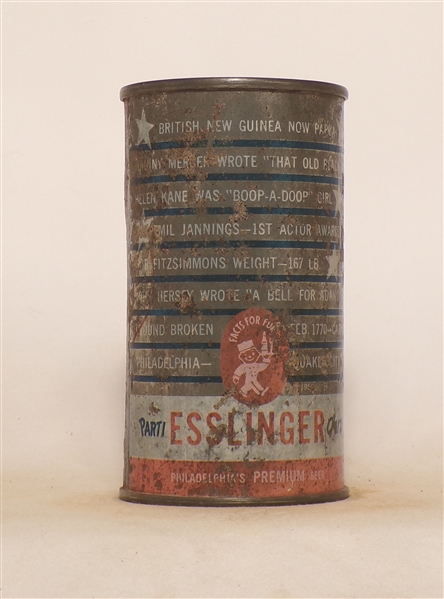 BRITISH NEW GUINEA NOW
MERCER WROTE "THAT OLD
KANE WAS "BOOP-A-DOOP" GIRL
EMIL JANNINGS—1ST ACTOR AWARD
FITZSIMMONS WEIGHT—167 LB.
HERSEY WROTE "A BELL FOR
BROKEN FEB. 1770—
PHILADELPHIA— QUAKER
FACTS FOR FUN
PARTI ESSLINGER
PHILADELPHIA'S PREMIUM BEER